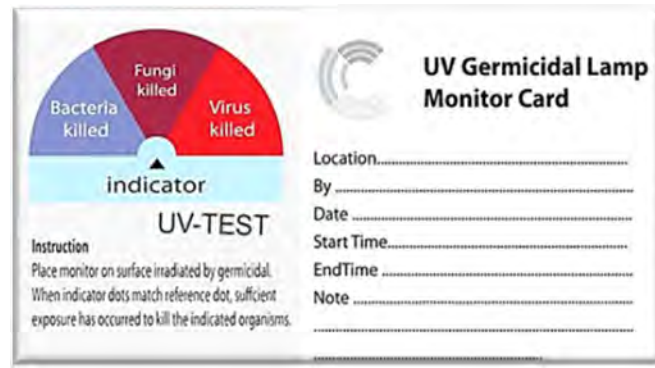 Bacteria
killed
Fungi
killed
Virus
killed
indicator
UV-TEST
Instruction
Place monitor on surface irradiated by germicidal.
When indicator dots match reference dot, sufficient
exposure has occurred to kill the indicated organisms.
UV Germicidal Lamp
Monitor Card
Location
By
Date
Start Time
EndTime
Note